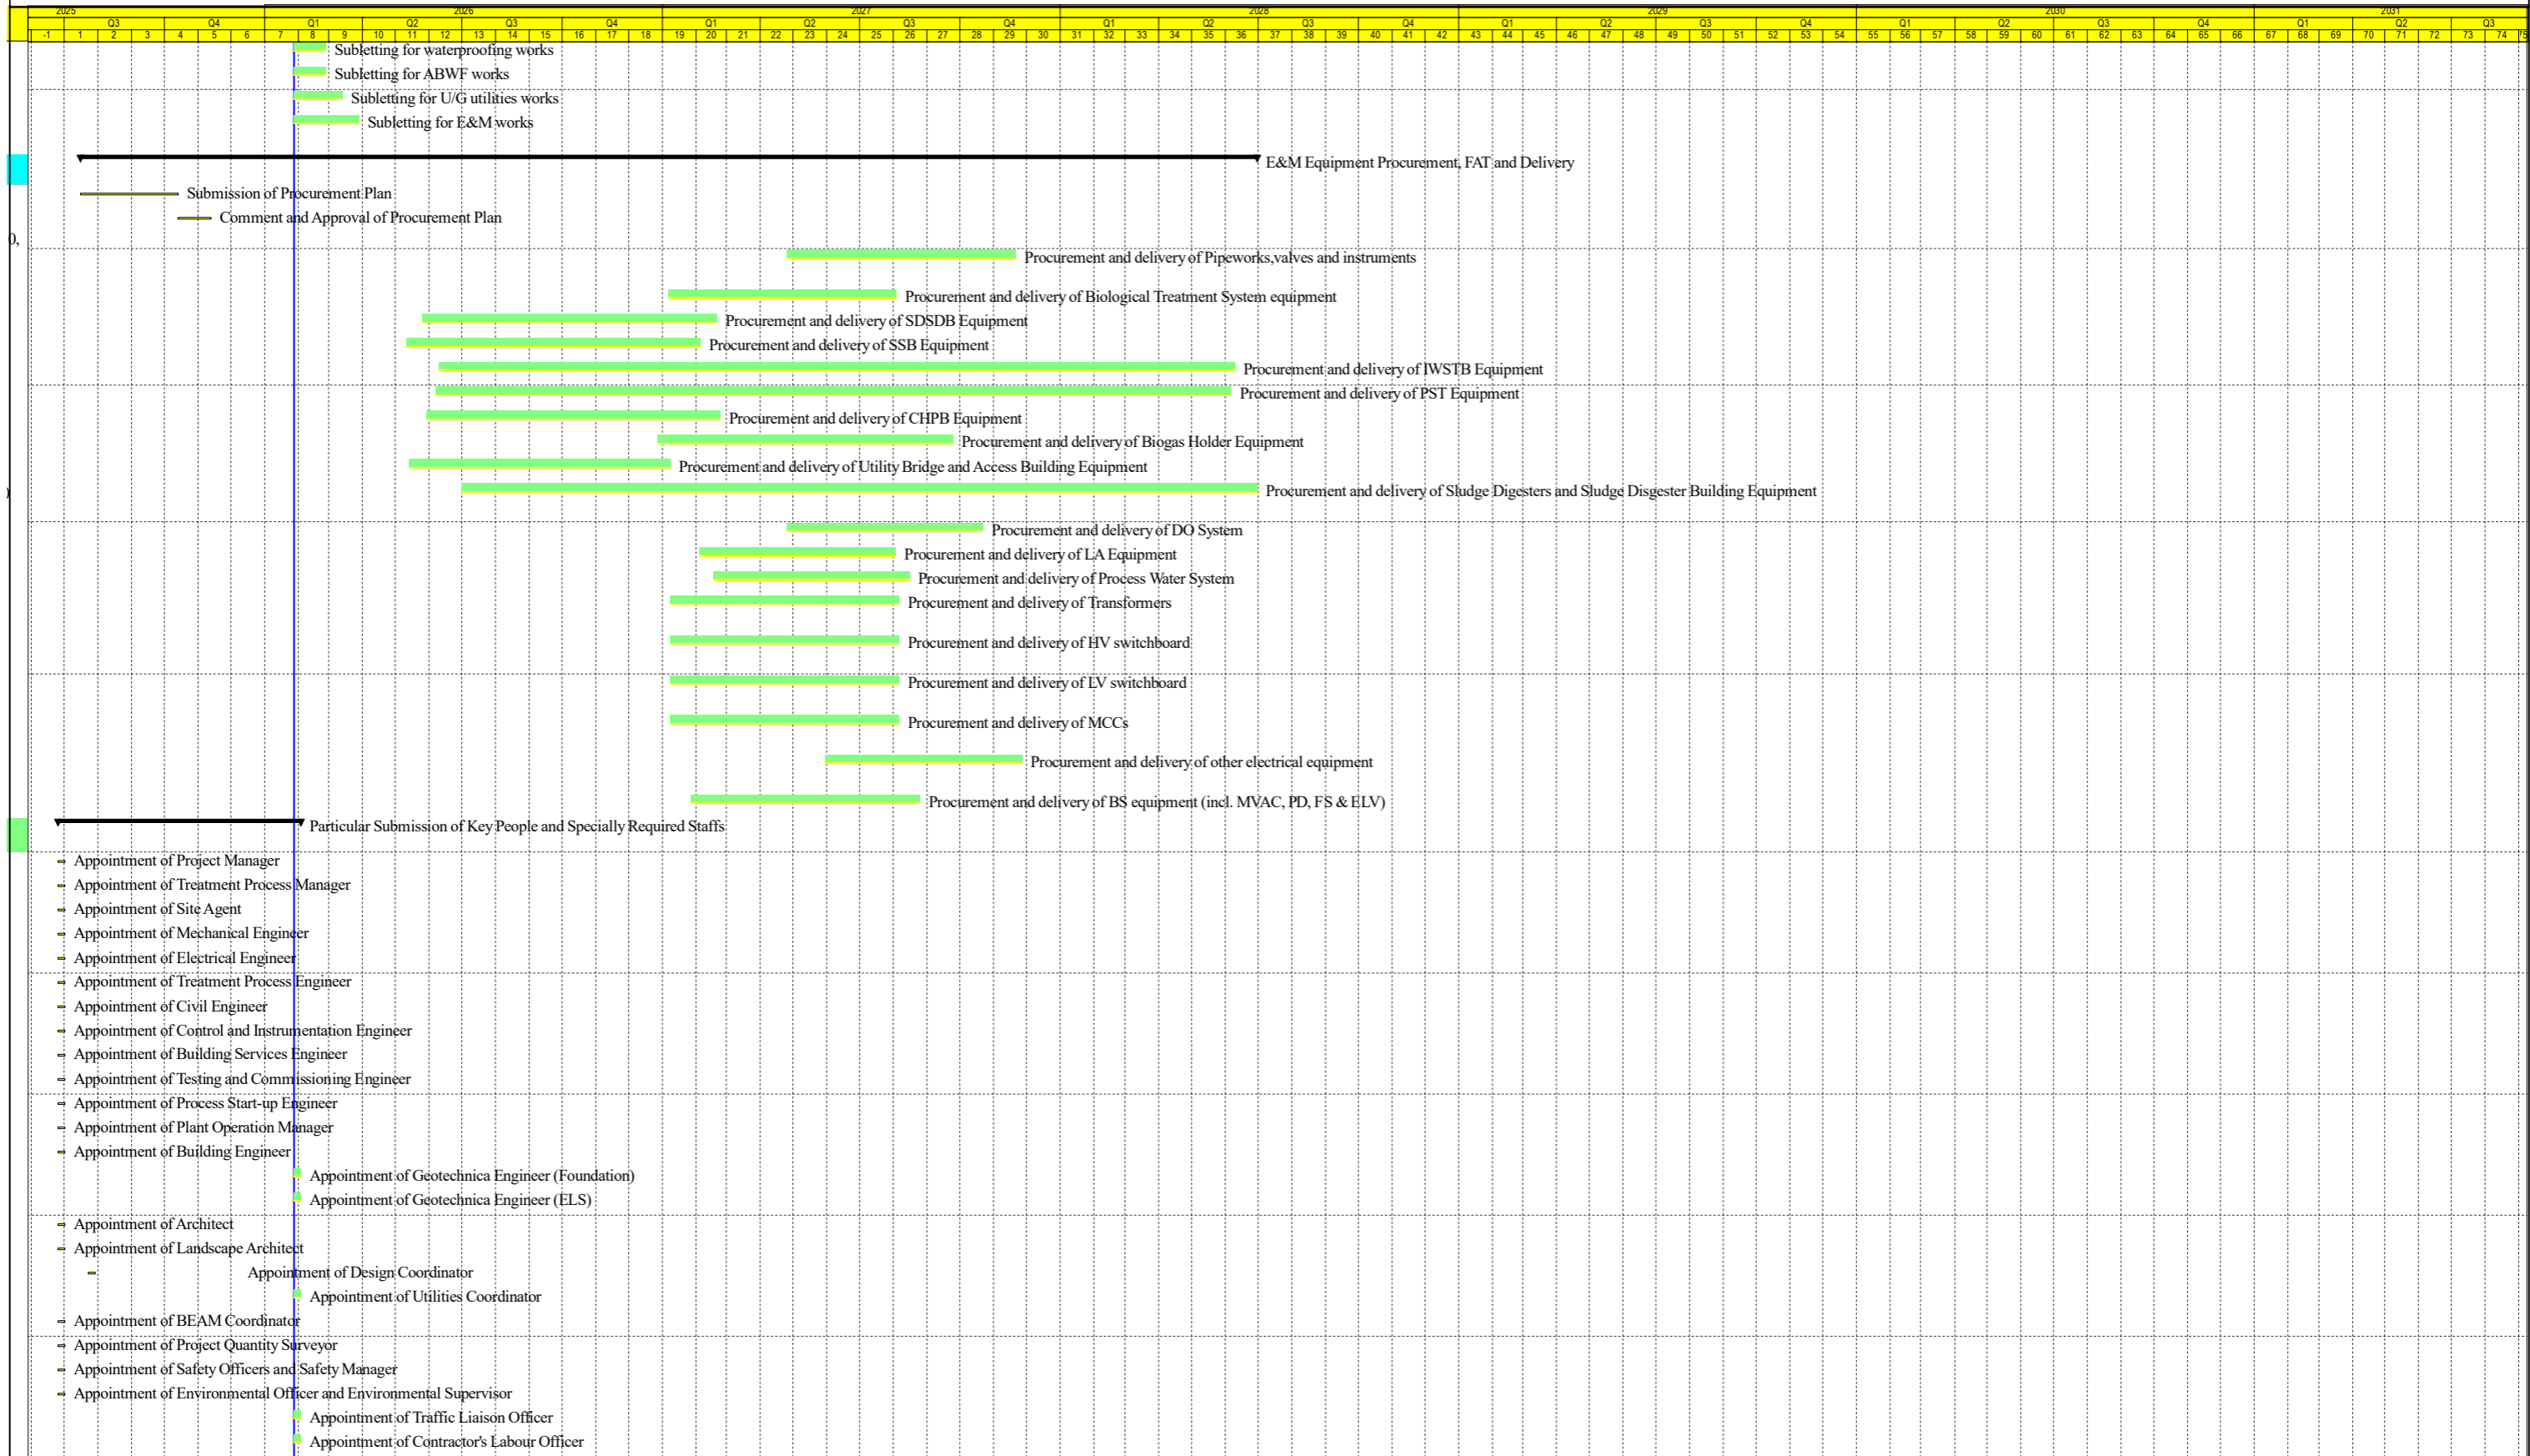 2025 2026 2027 2028 2029 2030 2031
Q3 Q4 Q1 Q2 Q3 Q4 Q1 Q2 Q3 Q4 Q1 Q2 Q3 Q4 Q1 Q2 Q3 Q4 Q1 Q2 Q3 Q4 Q1 Q2 Q3
-1 1 2 3 4 5 6 7 8 9 10 11 12 13 14 15 16 17 18 19 20 21 22 23 24 25 26 27 28 29 30 31 32 33 34 35 36 37 38 39 40 41 42 43 44 45 46 47 48 49 50 51 52 53 54 55 56 57 58 59 60 61 62 63 64 65 66 67 68 69 70 71 72 73 74 75
Subletting for waterproofing works
Subletting for ABWF works
Subletting for U/G utilities works
Subletting for E&M works
E&M Equipment Procurement, FAT and Delivery
Submission of Procurement Plan
Comment and Approval of Procurement Plan
0,
Procurement and delivery of Pipeworks,valves and instruments
Procurement and delivery of Biological Treatment System equipment
Procurement and delivery of SDSDB Equipment
Procurement and delivery of SSB Equipment
Procurement and delivery of IWSTB Equipment
Procurement and delivery of PST Equipment
Procurement and delivery of CHPB Equipment
Procurement and delivery of Biogas Holder Equipment
Procurement and delivery of Utility Bridge and Access Building Equipment
)
Procurement and delivery of Sludge Digesters and Sludge Disgester Building Equipment
Procurement and delivery of DO System
Procurement and delivery of LA Equipment
Procurement and delivery of Process Water System
Procurement and delivery of Transformers
Procurement and delivery of HV switchboard
Procurement and delivery of LV switchboard
Procurement and delivery of MCCs
Procurement and delivery of other electrical equipment
Procurement and delivery of BS equipment (incl. MVAC, PD, FS & ELV)
Particular Submission of Key People and Specially Required Staffs
Appointment of Project Manager
Appointment of Treatment Process Manager
Appointment of Site Agent
Appointment of Mechanical Engineer
Appointment of Electrical Engineer
Appointment of Treatment Process Engineer
Appointment of Civil Engineer
Appointment of Control and Instrumentation Engineer
Appointment of Building Services Engineer
Appointment of Testing and Commissioning Engineer
Appointment of Process Start-up Engineer
Appointment of Plant Operation Manager
Appointment of Building Engineer
Appointment of Geotechnica Engineer (Foundation)
Appointment of Geotechnica Engineer (ELS)
Appointment of Architect
Appointment of Landscape Architect
Appointment of Design Coordinator
Appointment of Utilities Coordinator
Appointment of BEAM Coordinator
Appointment of Project Quantity Surveyor
Appointment of Safety Officers and Safety Manager
Appointment of Environmental Officer and Environmental Supervisor
Appointment of Traffic Liaison Officer
Appointment of Contractor's Labour Officer